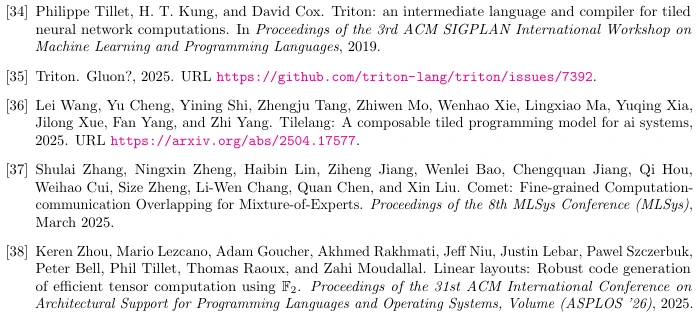 [34] Philippe Tillet, H. T. Kung, and David Cox. Triton: an intermediate language and compiler for tiled
neural network computations. In Proceedings of the 3rd ACM SIGPLAN International Workshop on
Machine Learning and Programming Languages, 2019.
[35] Triton. Gluon?, 2025. URL https://github.com/triton-lang/triton/issues/7392.
[36] Lei Wang, Yu Cheng, Yining Shi, Zhengju Tang, Zhiwen Mo, Wenhao Xie, Lingxiao Ma, Yuqing Xia,
Jilong Xue, Fan Yang, and Zhi Yang. Tilelang: A composable tiled programming model for ai systems,
2025. URL https://arxiv.org/abs/2504.17577.
[37] Shulai Zhang, Ningxin Zheng, Haibin Lin, Ziheng Jiang, Wenlei Bao, Chengquan Jiang, Qi Hou,
Weihao Cui, Size Zheng, Li-Wen Chang, Quan Chen, and Xin Liu. Comet: Fine-grained Computation-
communication Overlapping for Mixture-of-Experts. Proceedings of the 8th MLSys Conference (MLSys),
March 2025.
[38] Keren Zhou, Mario Lezcano, Adam Goucher, Akhmed Rakhmati, Jeff Niu, Justin Lebar, Pawel Szczerbuk,
Peter Bell, Phil Tillet, Thomas Raoux, and Zahi Moudallal. Linear layouts: Robust code generation
of efficient tensor computation using 𝔽₂. Proceedings of the 31st ACM International Conference on
Architectural Support for Programming Languages and Operating Systems, Volume (ASPLOS '26), 2025.